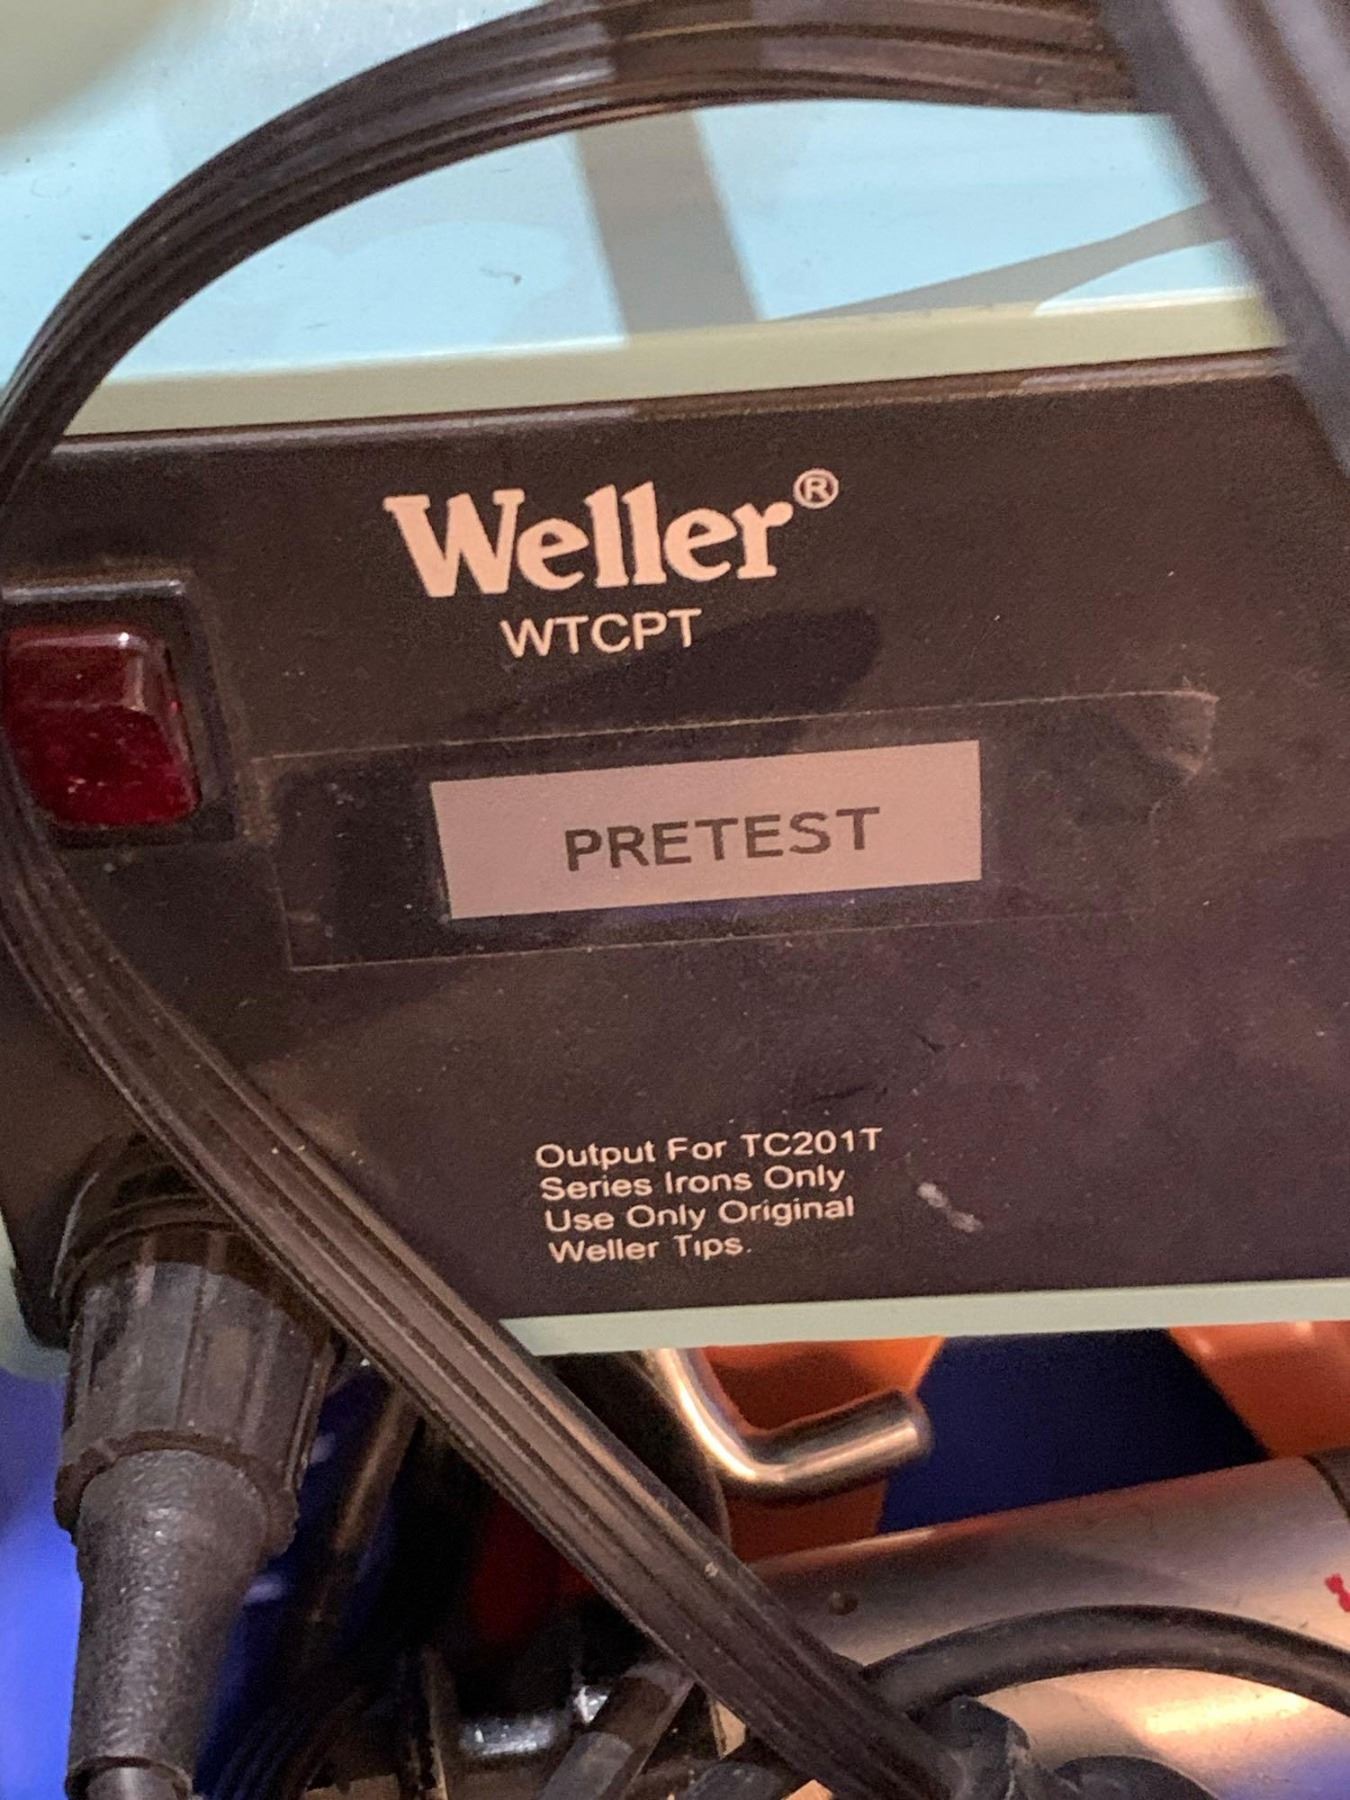 Weller®
WTCPT
PRETEST
Output For TC201T
Series Irons Only
Use Only Original
Weller Tips.